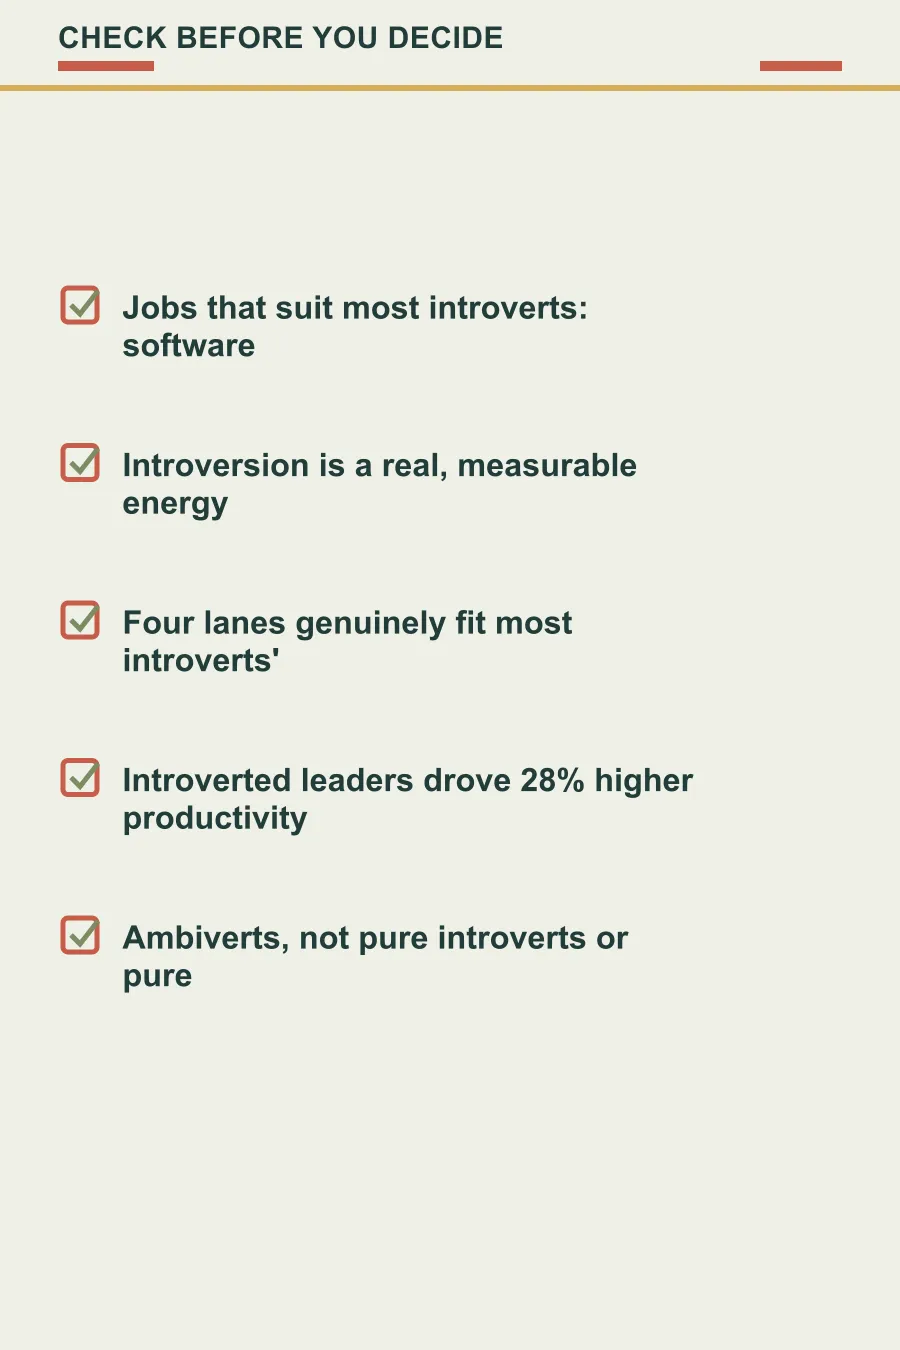 CHECK BEFORE YOU DECIDE
Jobs that suit most introverts:
software
Introversion is a real, measurable
energy
Four lanes genuinely fit most
introverts'
Introverted leaders drove 28% higher
productivity
Ambiverts, not pure introverts or
pure